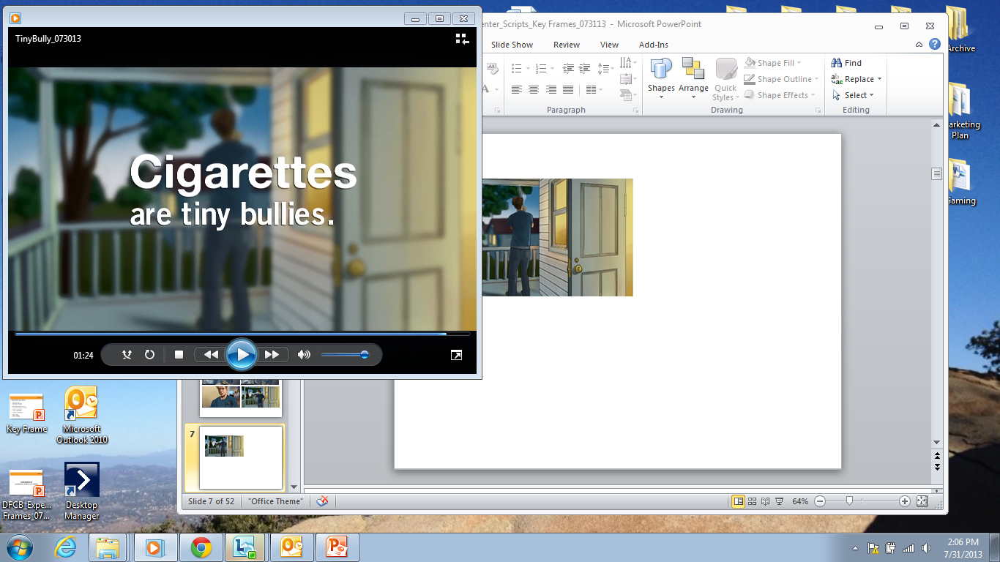 TinyBully_073013
Cigarettes
are tiny bullies.
01:24
enter_Scripts_Key Frames_073113 - Microsoft PowerPoint
Slide Show Review View Add-Ins
Shapes
Arrange
Quick
Styles
Shape Fill
Shape Outline
Shape Effects
Find
Replace
Select
Paragraph
Drawing
Editing
Archive
arketing
Plan
Gaming
Key Frame
Microsoft
Outlook 2010
DFCB_Expe...
Frames_07...
Desktop
Manager
7
Slide 7 of 52
"Office Theme"
64%
2:06 PM
7/31/2013